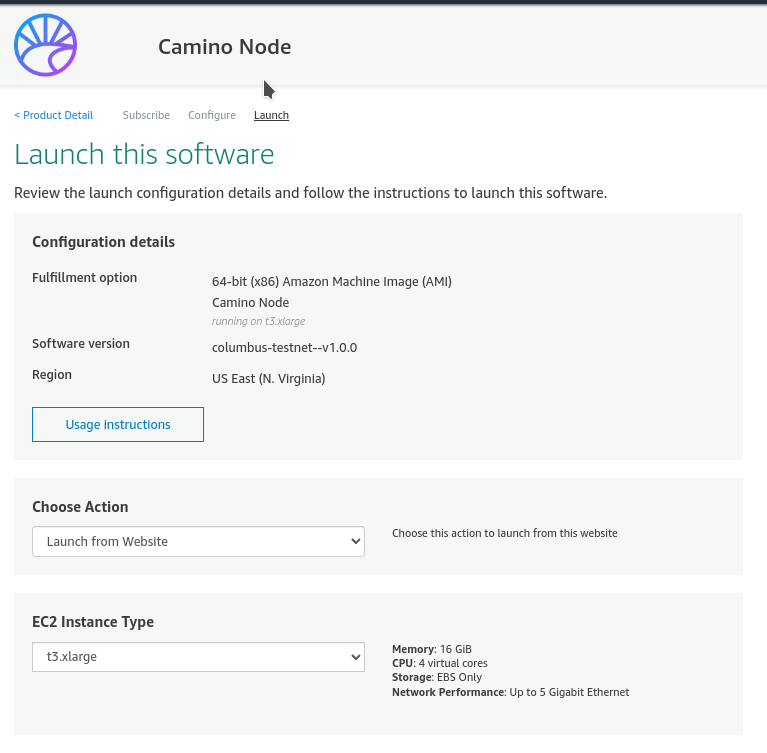 Camino Node
< Product Detail Subscribe Configure Launch
Launch this software
Review the launch configuration details and follow the instructions to launch this software.
Configuration details
Fulfillment option
64-bit (x86) Amazon Machine Image (AMI)
Camino Node
running on t3.xlarge
Software version
columbus-testnet--v1.0.0
Region
US East (N. Virginia)
Usage instructions
Choose Action
Launch from Website
Choose this action to launch from this website
EC2 Instance Type
t3.xlarge
Memory: 16 GiB
CPU: 4 virtual cores
Storage: EBS Only
Network Performance: Up to 5 Gigabit Ethernet